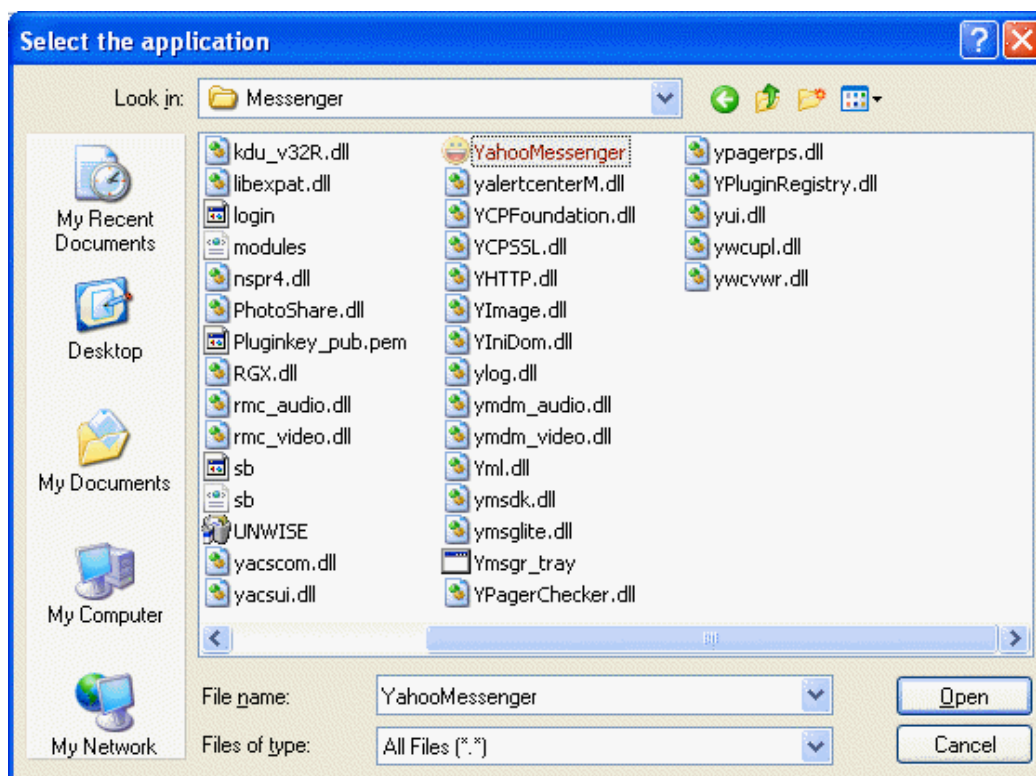 Select the application
Look in:
Messenger
My Recent
Documents
Desktop
My Documents
My Computer
My Network
kdu_v32R.dll
libexpat.dll
login
modules
nspr4.dll
PhotoShare.dll
Pluginkey_pub.pem
RGX.dll
rmc_audio.dll
rmc_video.dll
sb
sb
UNWISE
yacscom.dll
yacsui.dll
YahooMessenger
yalertcenterM.dll
YCPFoundation.dll
YCPSSL.dll
YHTTP.dll
YImage.dll
YIniDom.dll
ylog.dll
ymdm_audio.dll
ymdm_video.dll
Yml.dll
ymsdk.dll
ymsglite.dll
Ymsgr_tray
YPagerChecker.dll
ypagerps.dll
YPluginRegistry.dll
yui.dll
ywcupl.dll
ywcvwr.dll
File name:
YahooMessenger
Open
Files of type:
All Files (*.*)
Cancel